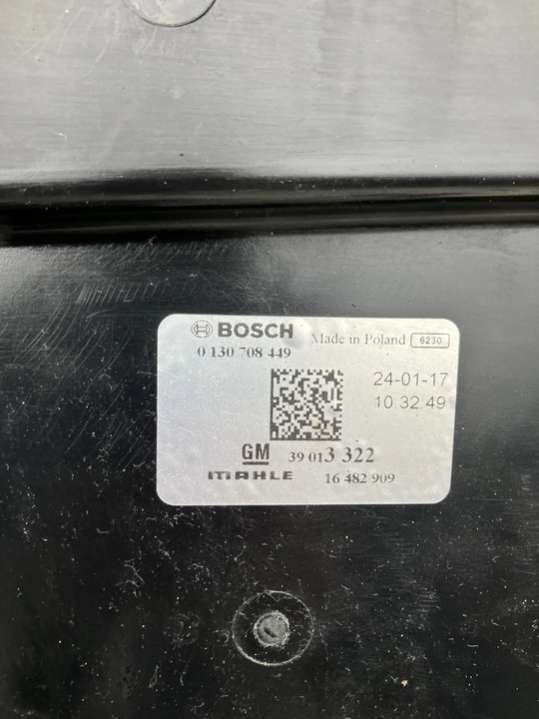 BOSCH Made in Poland 6230
0 130 708 449
24-01-17
10.32.49
GM 39 013 322
MAHLE 16 482 909